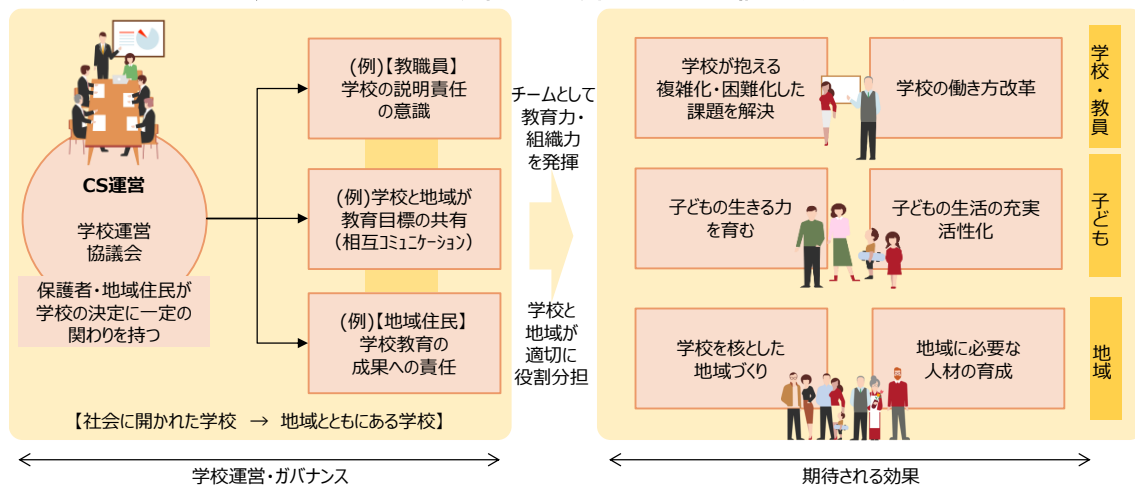 CS運営
学校運営
協議会
保護者・地域住民が
学校の決定に一定の
関わりを持つ
(例)【教職員】
学校の説明責任
の意識
(例)学校と地域が
教育目標の共有
(相互ｺﾐｭﾆｹｰｼｮﾝ)
(例)【地域住民】
学校教育の
成果への責任
【社会に開かれた学校 → 地域とともにある学校】
学校運営・ガバナンス
チームとして
教育力・
組織力
を発揮
学校と
地域が
適切に
役割分担
学校が抱える
複雑化・困難化した
課題を解決
学校の働き方改革
学校・教員
子どもの生きる力
を育む
子どもの生活の充実
活性化
子ども
学校を核とした
地域づくり
地域に必要な
人材の育成
地域
期待される効果